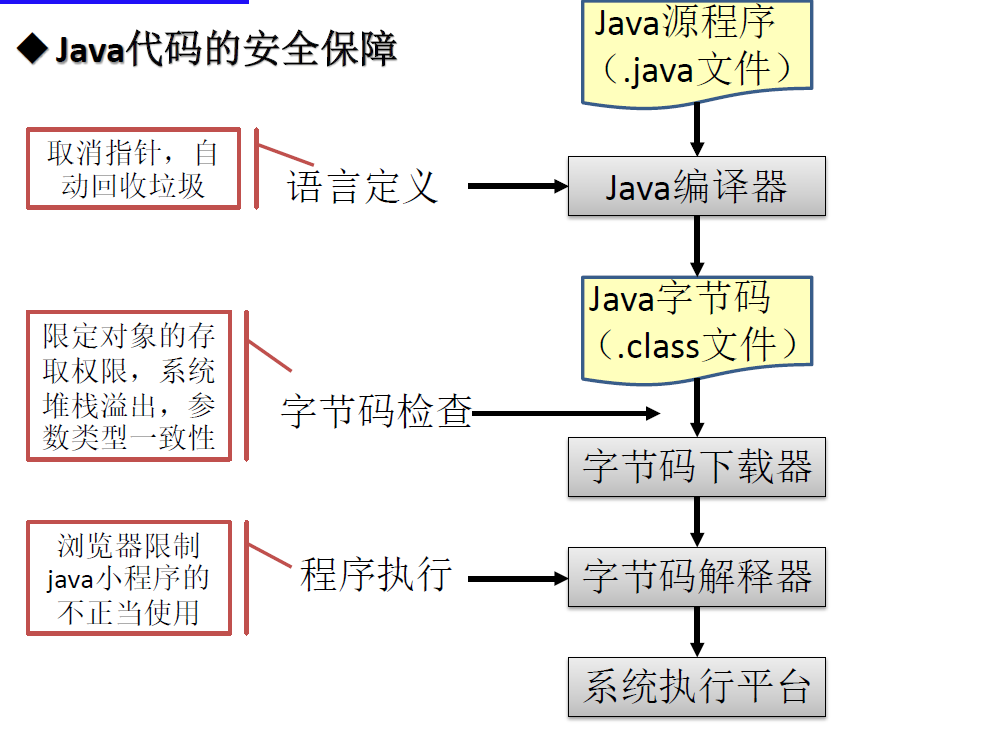 Java代码的安全保障
Java源程序
（.java文件）
取消指针，自
动回收垃圾
语言定义
Java编译器
Java字节码
（.class文件）
限定对象的存
取权限，系统
堆栈溢出，参
数类型一致性
字节码检查
字节码下载器
浏览器限制
java小程序的
不正当使用
程序执行
字节码解释器
系统执行平台